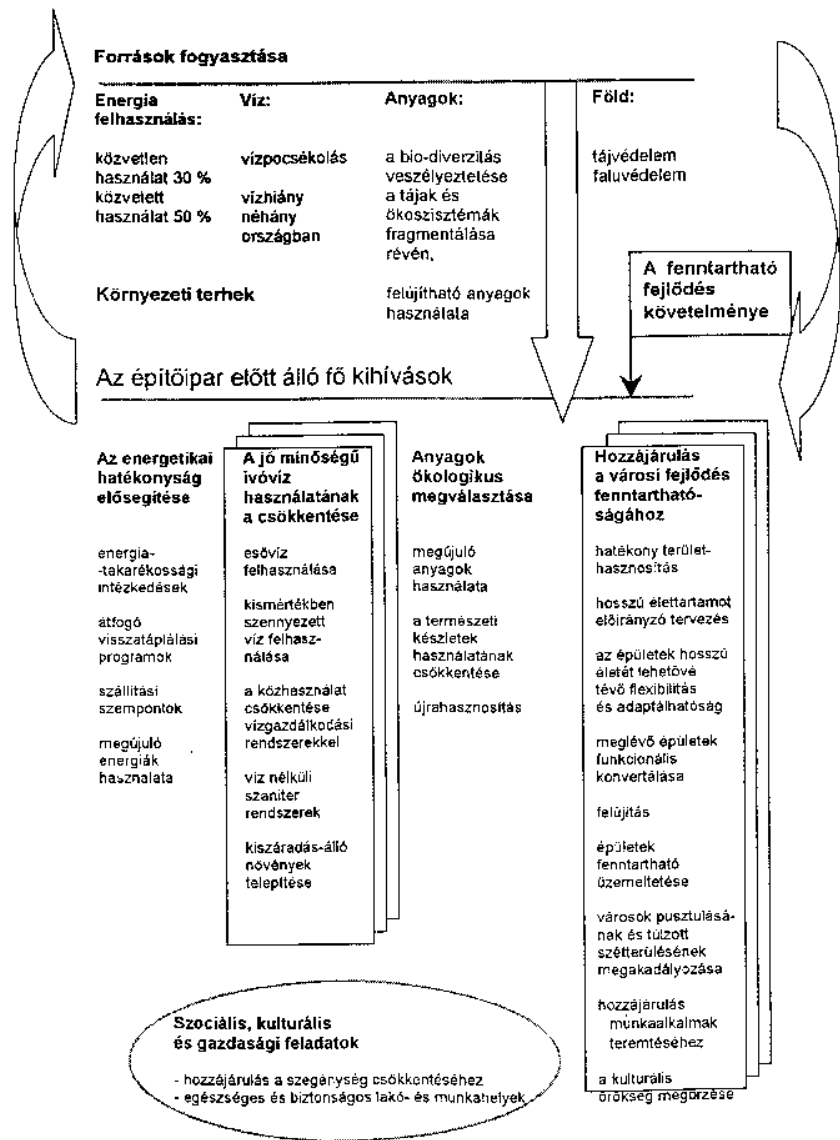 Források fogyasztása
Energia
felhasználás:
közvetlen
használat 30 %
közvetett
használat 50 %
Víz:
vízpocsékolás
vízhiány
néhány
országban
Anyagok:
a bio-diverzitás
veszélyeztetése
a tájak és
ökoszisztémák
fragmentálása
révén,
felújítható anyagok
használata
Föld:
tájvédelem
faluvédelem
Környezeti terhek
A fenntartható
fejlődés
követelménye
Az építőipar előtt álló fő kihívások
Az energetikai
hatékonyság
elősegítése
energia-
-takarékossági
intézkedések
átfogó
visszatáplálási
programok
szállítási
szempontok
megújuló
energiák
használata
A jó minőségű
ivóvíz
használatának
a csökkentése
esővíz
felhasználása
kismértékben
szennyezett
víz felhasz-
nálása
a közhasználat
csökkentése
vízgazdálkodási
rendszerekkel
víz nélküli
szaniter
rendszerek
kiszáradás-álló
növények
telepítése
Anyagok
ökologikus
megválasztása
megújuló
anyagok
használata
a természeti
készletek
használatának
csökkentése
újrahasznosítás
Hozzájárulás
a városi fejlődés
fenntartható-
ságához
hatékony terület-
hasznosítás
hosszú élettartamot
előirányzó tervezés
az épületek hosszú
életét lehetővé
tévő flexibilitás
és adaptálhatóság
meglévő épületek
funkcionális
konvertálása
felújítás
épületek
fenntartható
üzemeltetése
városok pusztulásá-
nak és túlzott
szétterülésének
megakadályozása
hozzájárulás
munkaalkalmak
teremtéséhez
a kulturális
örökség megőrzése
Szociális, kulturális
és gazdasági feladatok
- hozzájárulás a szegénység csökkentéséhez
- egészséges és biztonságos lakó- és munkahelyek